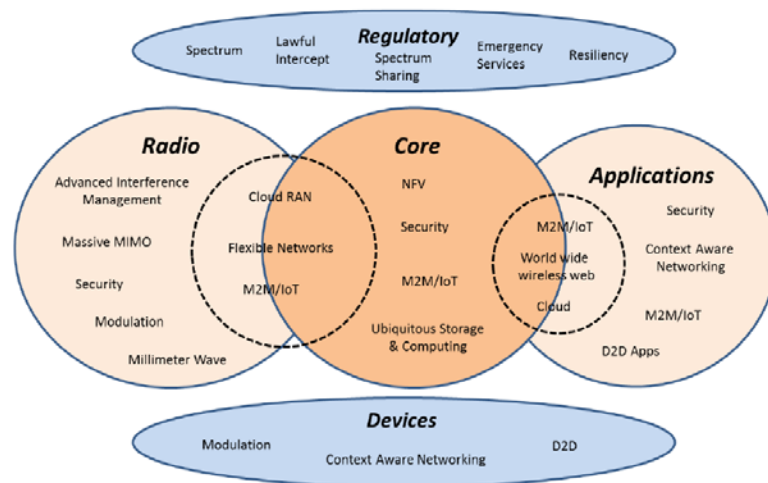 Regulatory
Spectrum
Lawful
Intercept
Spectrum
Sharing
Emergency
Services
Resiliency
Radio
Advanced Interference
Management
Massive MIMO
Security
Modulation
Millimeter Wave
Cloud RAN
Flexible Networks
M2M/IoT
Core
NFV
Security
M2M/IoT
Ubiquitous Storage
& Computing
M2M/IoT
World wide
wireless web
Cloud
Applications
Security
Context Aware
Networking
M2M/IoT
D2D Apps
Devices
Modulation
Context Aware Networking
D2D